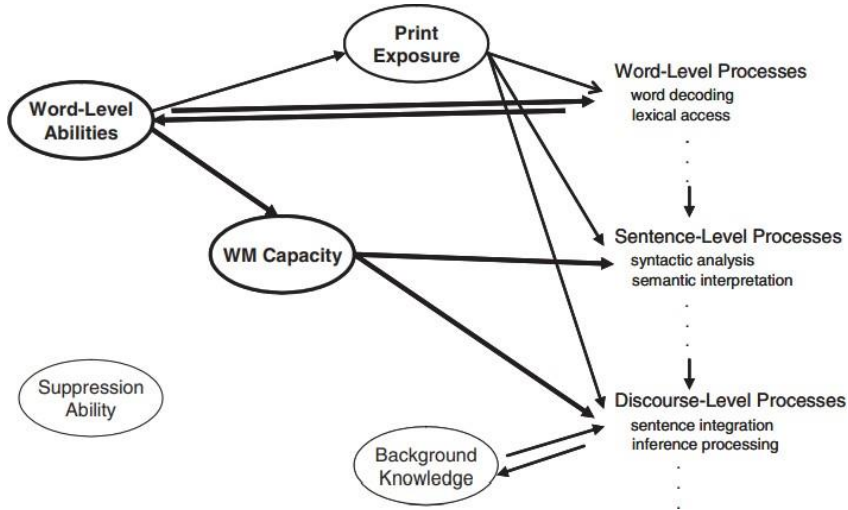 Print
Exposure
Word-Level Processes
word decoding
lexical access
Word-Level
Abilities
WM Capacity
Sentence-Level Processes
syntactic analysis
semantic interpretation
Suppression
Ability
Discourse-Level Processes
sentence integration
inference processing
Background
Knowledge